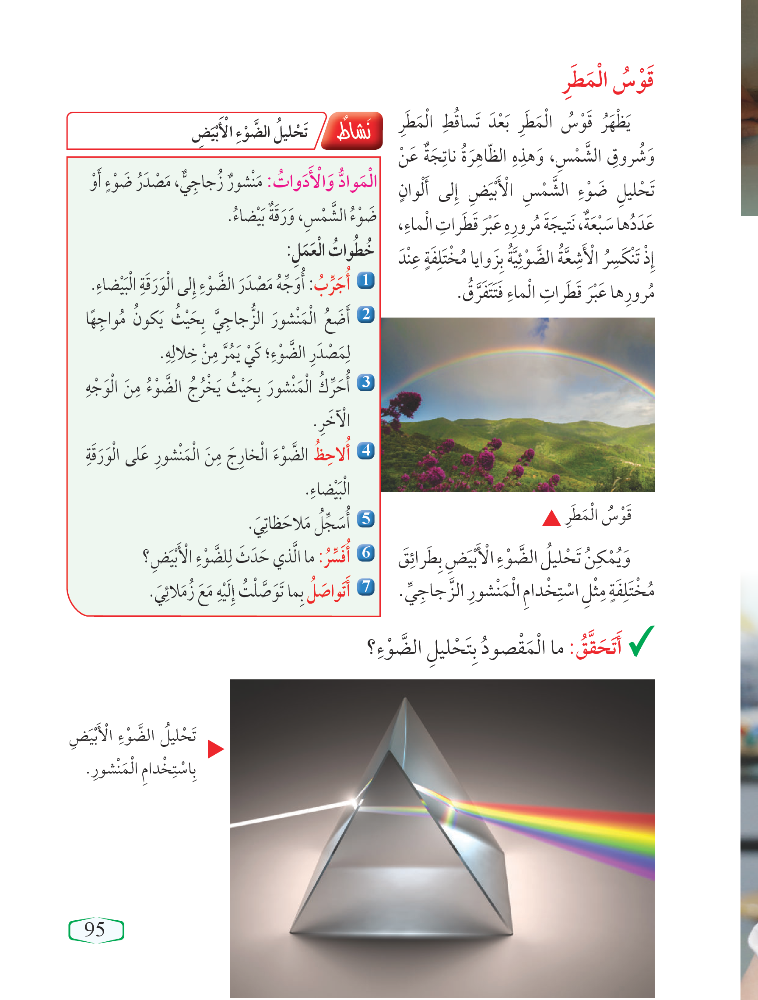 قَوْسُ الْمَطَرِ
يَظْهَرُ قَوْسُ الْمَطَرِ بَعْدَ تَساقُطِ الْمَطَرِ
وَشُروقِ الشَّمْسِ، وَهذِهِ الظّاهِرَةُ ناتِجَةٌ عَنْ
تَحْليلِ ضَوْءِ الشَّمْسِ الْأَبْيَضِ إِلى أَلْوانٍ
عَدَدُها سَبْعَةٌ، نَتيجَةَ مُرورِهِ عَبْرَ قَطَراتِ الْماءِ،
إِذْ تَنْكَسِرُ الْأَشِعَّةُ الضَّوْئِيَّةُ بِزَوايا مُخْتَلِفَةٍ عِنْدَ
مُرورِها عَبْرَ قَطَراتِ الْماءِ فَتَتَفَرَّقُ.
قَوْسُ الْمَطَرِ
وَيُمْكِنُ تَحْليلُ الضَّوْءِ الْأَبْيَضِ بِطَرائِقَ
مُخْتَلِفَةٍ مِثْلِ اسْتِخْدامِ الْمَنْشورِ الزَّجاجِيِّ.
نَشاطٌ
تَحْليلُ الضَّوْءِ الْأَبْيَضِ
الْمَوادُّ وَالْأَدَواتُ: مَنْشورٌ زُجاجِيٌّ، مَصْدَرُ ضَوْءٍ أَوْ
ضَوْءُ الشَّمْسِ، وَرَقَةٌ بَيْضاءُ.
خُطُواتُ الْعَمَلِ:
1 أُجَرِّبُ: أُوَجِّهُ مَصْدَرَ الضَّوْءِ إِلى الْوَرَقَةِ الْبَيْضاءِ.
2 أَضَعُ الْمَنْشورَ الزُّجاجِيَّ بِحَيْثُ يَكونُ مُواجِهًا
لِمَصْدَرِ الضَّوْءِ؛ كَيْ يَمُرَّ مِنْ خِلالِهِ.
3 أُحَرِّكُ الْمَنْشورَ بِحَيْثُ يَخْرُجُ الضَّوْءُ مِنَ الْوَجْهِ
الْآخَرِ.
4 أُلاحِظُ الضَّوْءَ الْخارِجَ مِنَ الْمَنْشورِ عَلى الْوَرَقَةِ
الْبَيْضاءِ.
5 أُسَجِّلُ مَلاحَظاتِيَ.
6 أُفَسِّرُ: ما الَّذي حَدَثَ لِلضَّوْءِ الْأَبْيَضِ؟
7 أَتَواصَلُ بِما تَوَصَّلْتُ إِلَيْهِ مَعَ زُمَلائِيَ.
أَتَحَقَّقُ: ما الْمَقْصودُ بِتَحْليلِ الضَّوْءِ؟
تَحْليلُ الضَّوْءِ الْأَبْيَضِ
بِاسْتِخْدامِ الْمَنْشورِ.
95